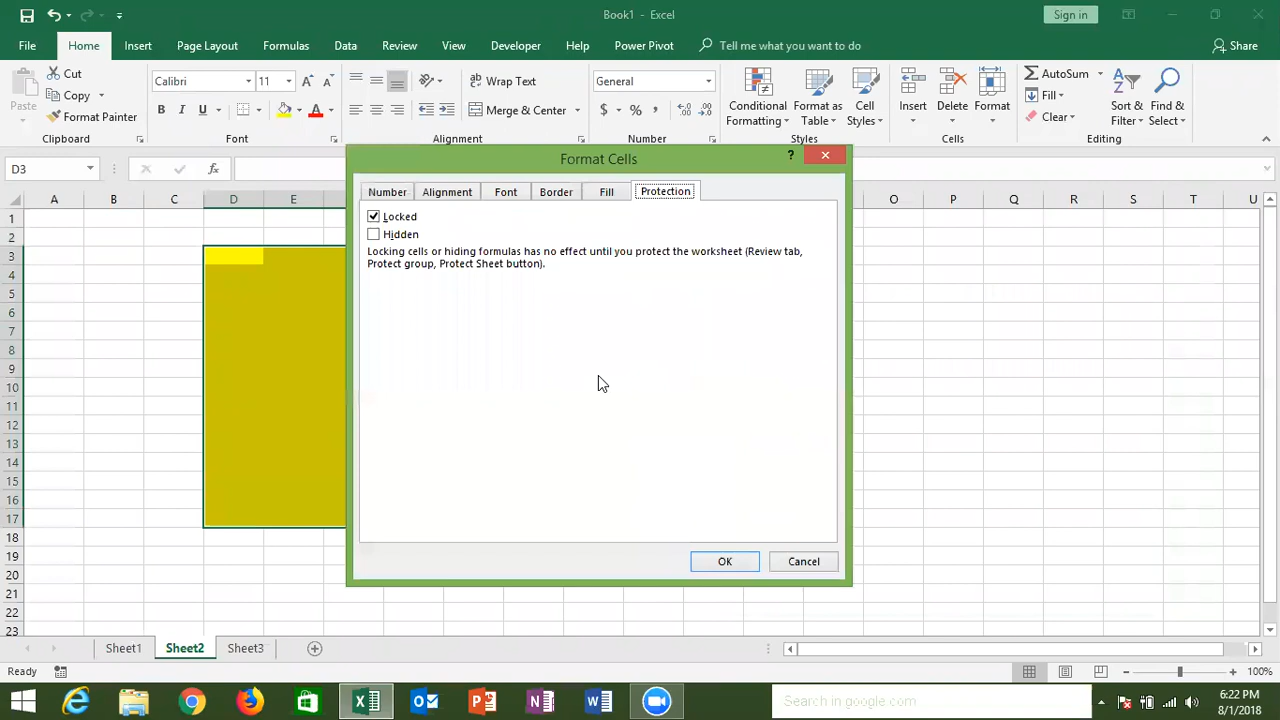 Book1 - Excel
Sign in
File Home Insert Page Layout Formulas Data Review View Developer Help Power Pivot Tell me what you want to do Share
Paste
Cut
Copy
Format Painter
Clipboard
Calibri 11
B I U A
Font
Wrap Text
Merge & Center
Alignment
General
$ % ,
Number
Conditional Formatting
Format as Table
Cell Styles
Styles
Insert Delete Format
Cells
AutoSum
Fill
Clear
Sort & Filter
Find & Select
Editing
D3 fx
A B C D E O P Q R S T U
1
2
3
4
5
6
7
8
9
10
11
12
13
14
15
16
17
18
19
20
21
22
23
Format Cells ?
Number Alignment Font Border Fill Protection
Locked
Hidden
Locking cells or hiding formulas has no effect until you protect the worksheet (Review tab,
Protect group, Protect Sheet button).
OK Cancel
Sheet1 Sheet2 Sheet3
Ready 100%
Search in google.com
6:22 PM
8/1/2018